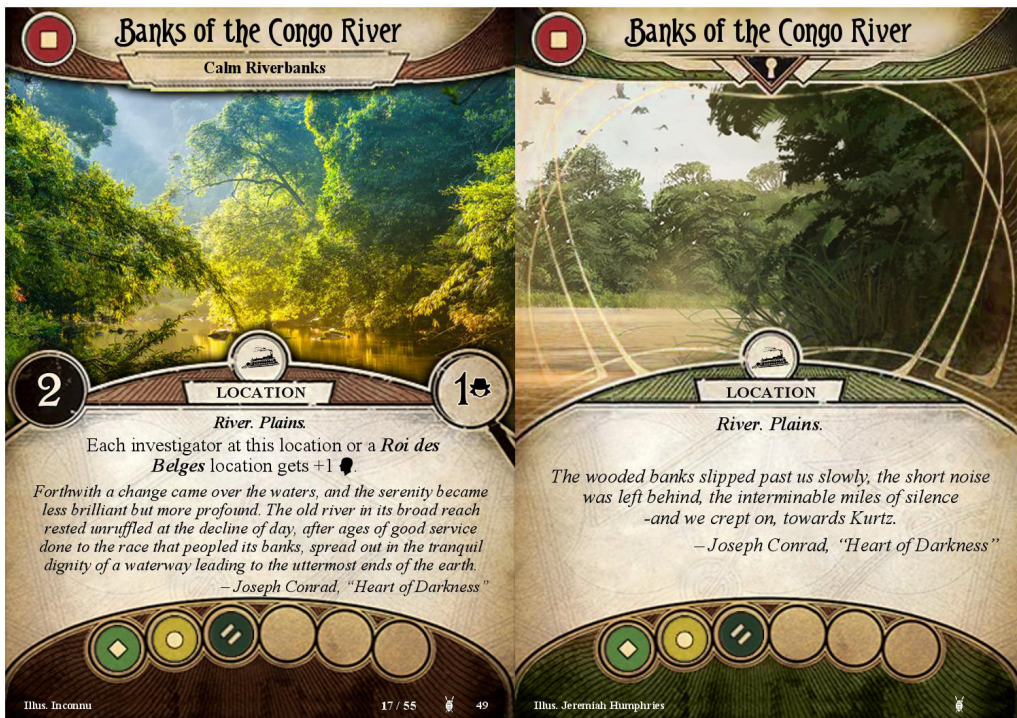 Banks of the Congo River
Calm Riverbanks
2
1
LOCATION
River. Plains.
Each investigator at this location or a Roi des
Belges location gets +1 .
Forthwith a change came over the waters, and the serenity became
less brilliant but more profound. The old river in its broad reach
rested unruffled at the decline of day, after ages of good service
done to the race that peopled its banks, spread out in the tranquil
dignity of a waterway leading to the uttermost ends of the earth.
– Joseph Conrad, “Heart of Darkness”
Illus. Inconnu
17 / 55
49
Banks of the Congo River
LOCATION
River. Plains.
The wooded banks slipped past us slowly, the short noise
was left behind, the interminable miles of silence
-and we crept on, towards Kurtz.
– Joseph Conrad, “Heart of Darkness”
Illus. Jeremiah Humphries